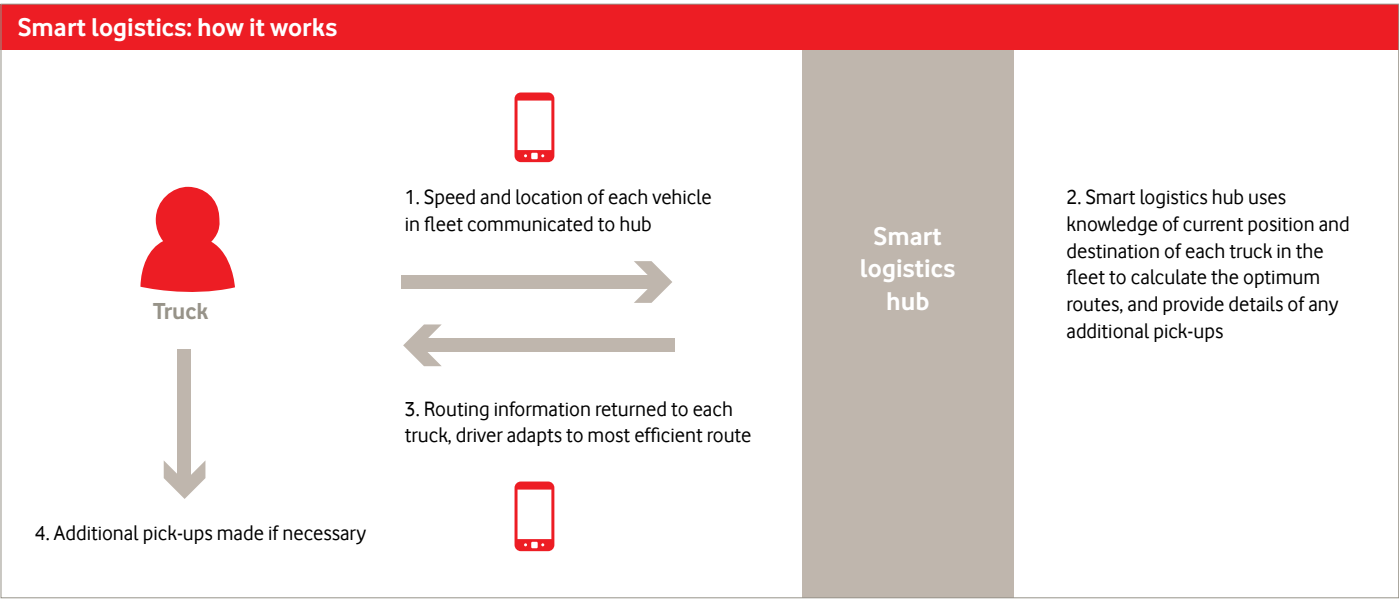 Smart logistics: how it works
1. Speed and location of each vehicle
in fleet communicated to hub
Truck
Smart
logistics
hub
2. Smart logistics hub uses
knowledge of current position and
destination of each truck in the
fleet to calculate the optimum
routes, and provide details of any
additional pick-ups
3. Routing information returned to each
truck, driver adapts to most efficient route
4. Additional pick-ups made if necessary